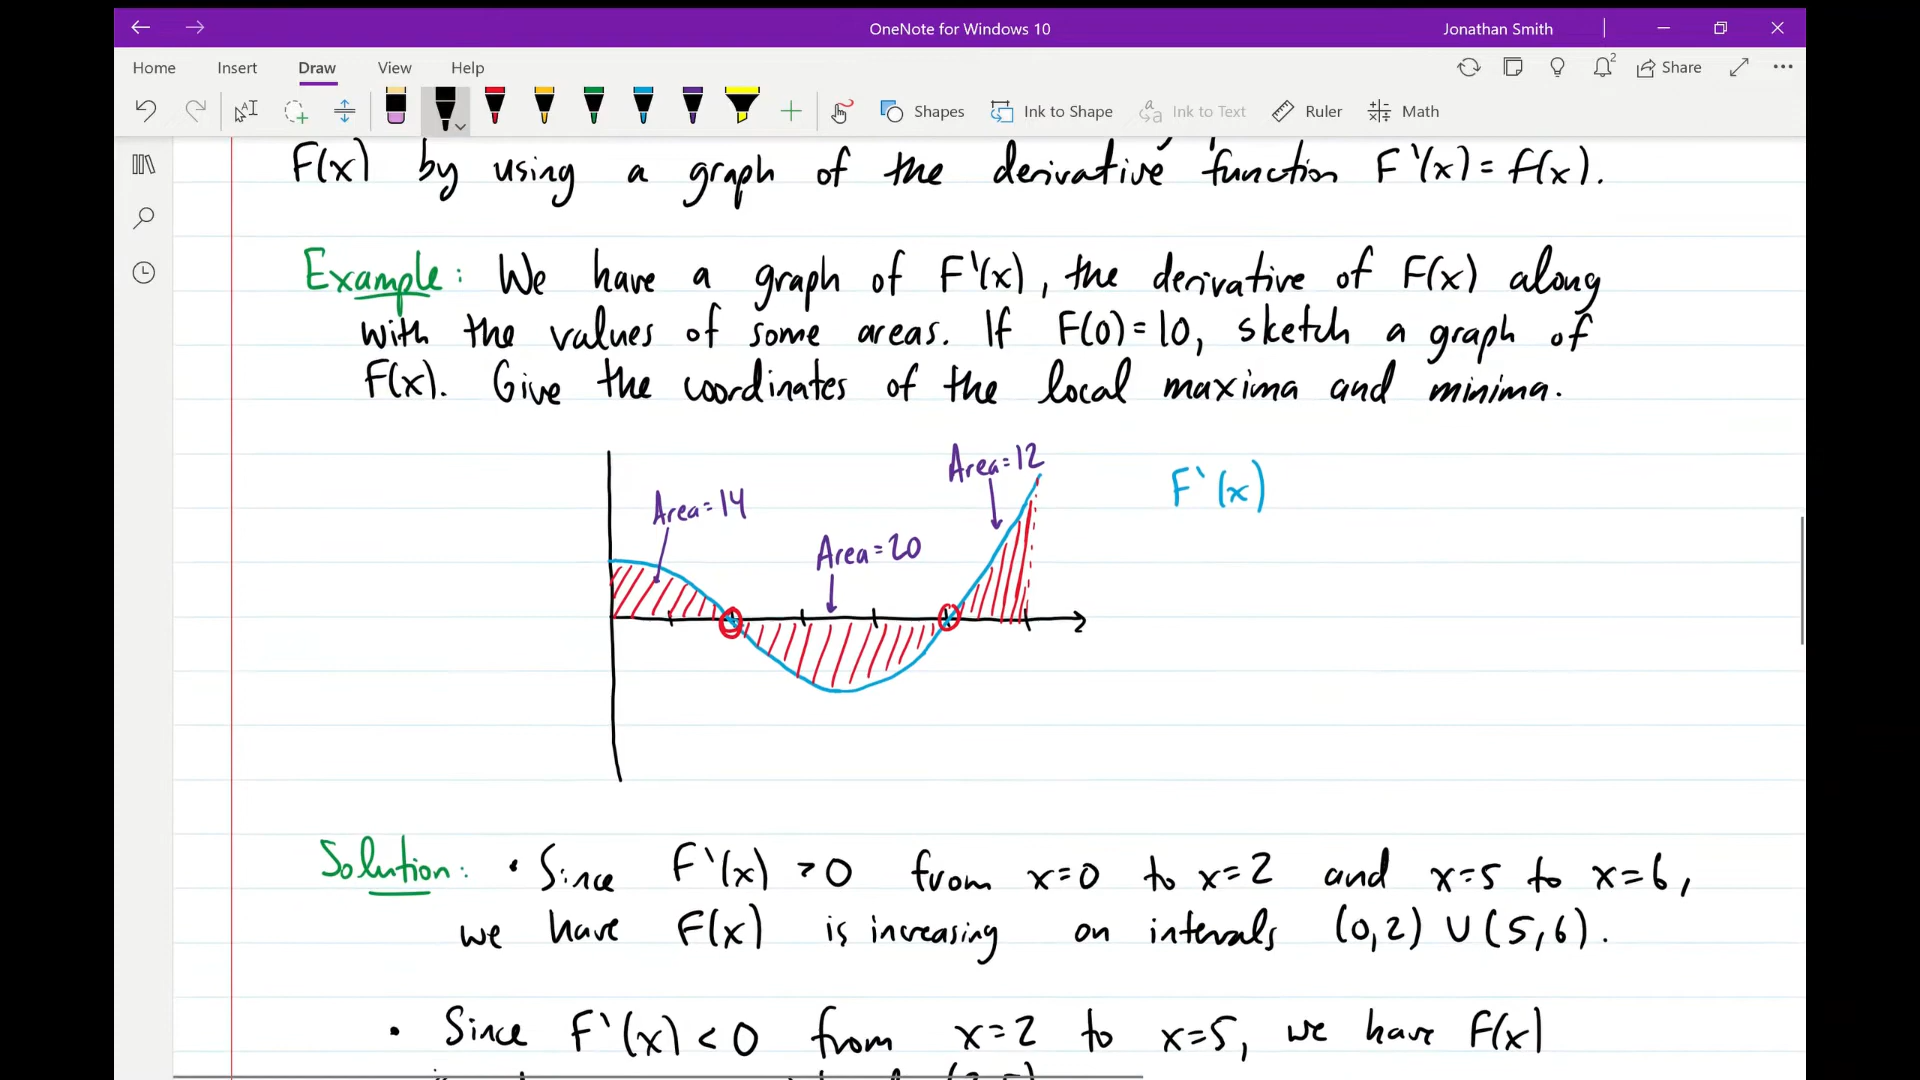 OneNote for Windows 10
Jonathan Smith
Home Insert Draw View Help
2 Share
Shapes Ink to Shape Ink to Text Ruler Math
F(x) by using a graph of the derivative function F'(x) = f(x).
Example: We have a graph of F'(x), the derivative of F(x) along
with the values of some areas. If F(0)=10, sketch a graph of
F(x). Give the coordinates of the local maxima and minima.
Area=12
F'(x)
Area=14
Area=20
Solution: • Since F'(x) >0 from x=0 to x=2 and x=5 to x=6,
we have F(x) is increasing on intervals (0,2) ∪ (5,6).
• Since F'(x) < 0 from x=2 to x=5, we have F(x)